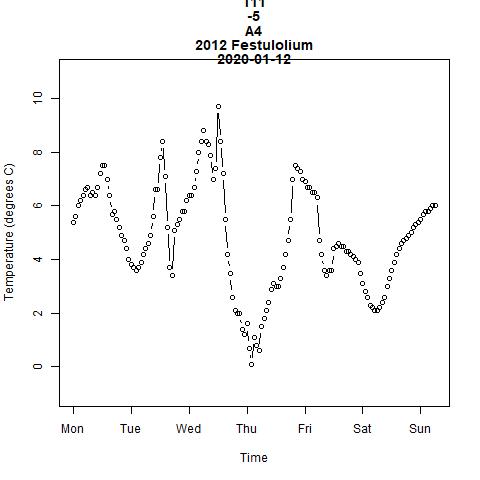 T11
-5
A4
2012 Festulolium
2020-01-12
Temperature (degrees C)
10
8
6
4
2
0
Mon Tue Wed Thu Fri Sat Sun
Time